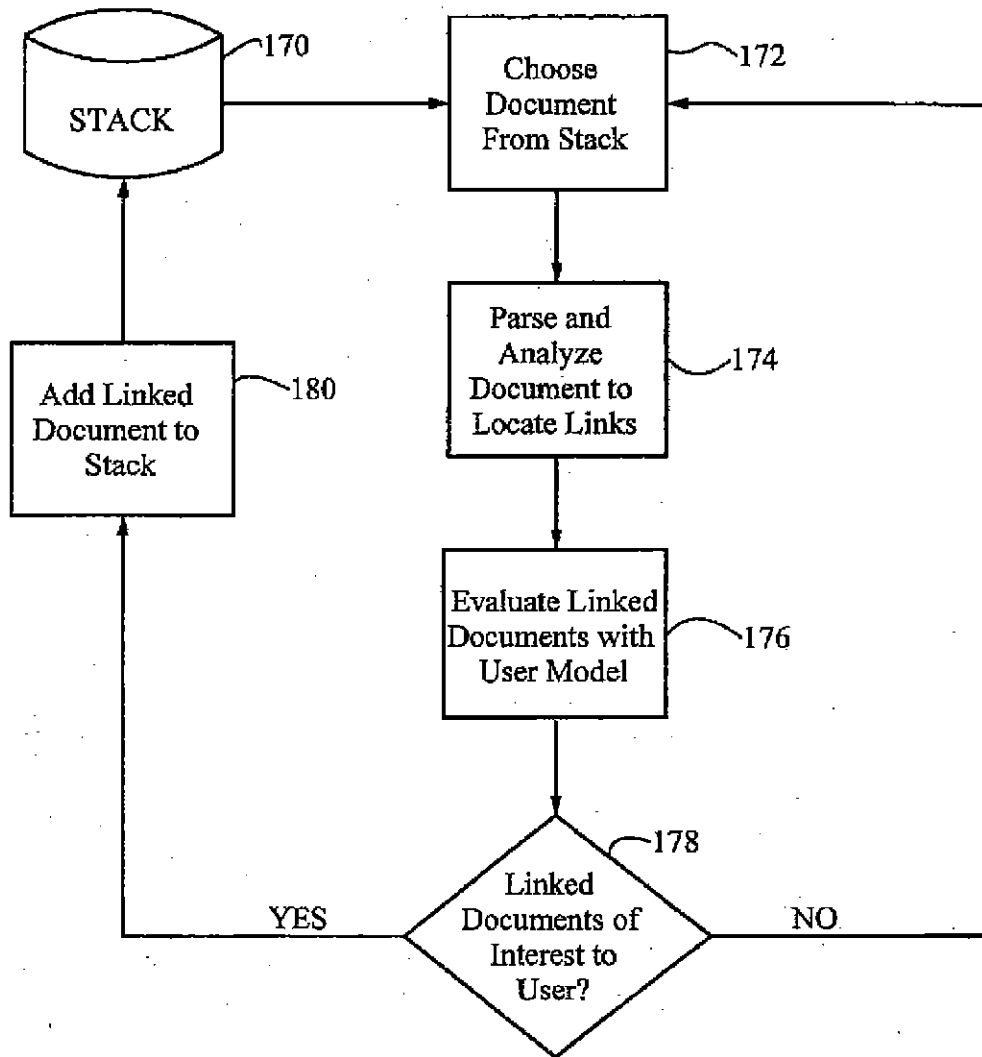 170
STACK
Choose
Document
From Stack
172
Parse and
Analyze
Document to
Locate Links
174
Add Linked
Document to
Stack
180
Evaluate Linked
Documents with
User Model
176
178
Linked
Documents of
Interest to
User?
YES
NO